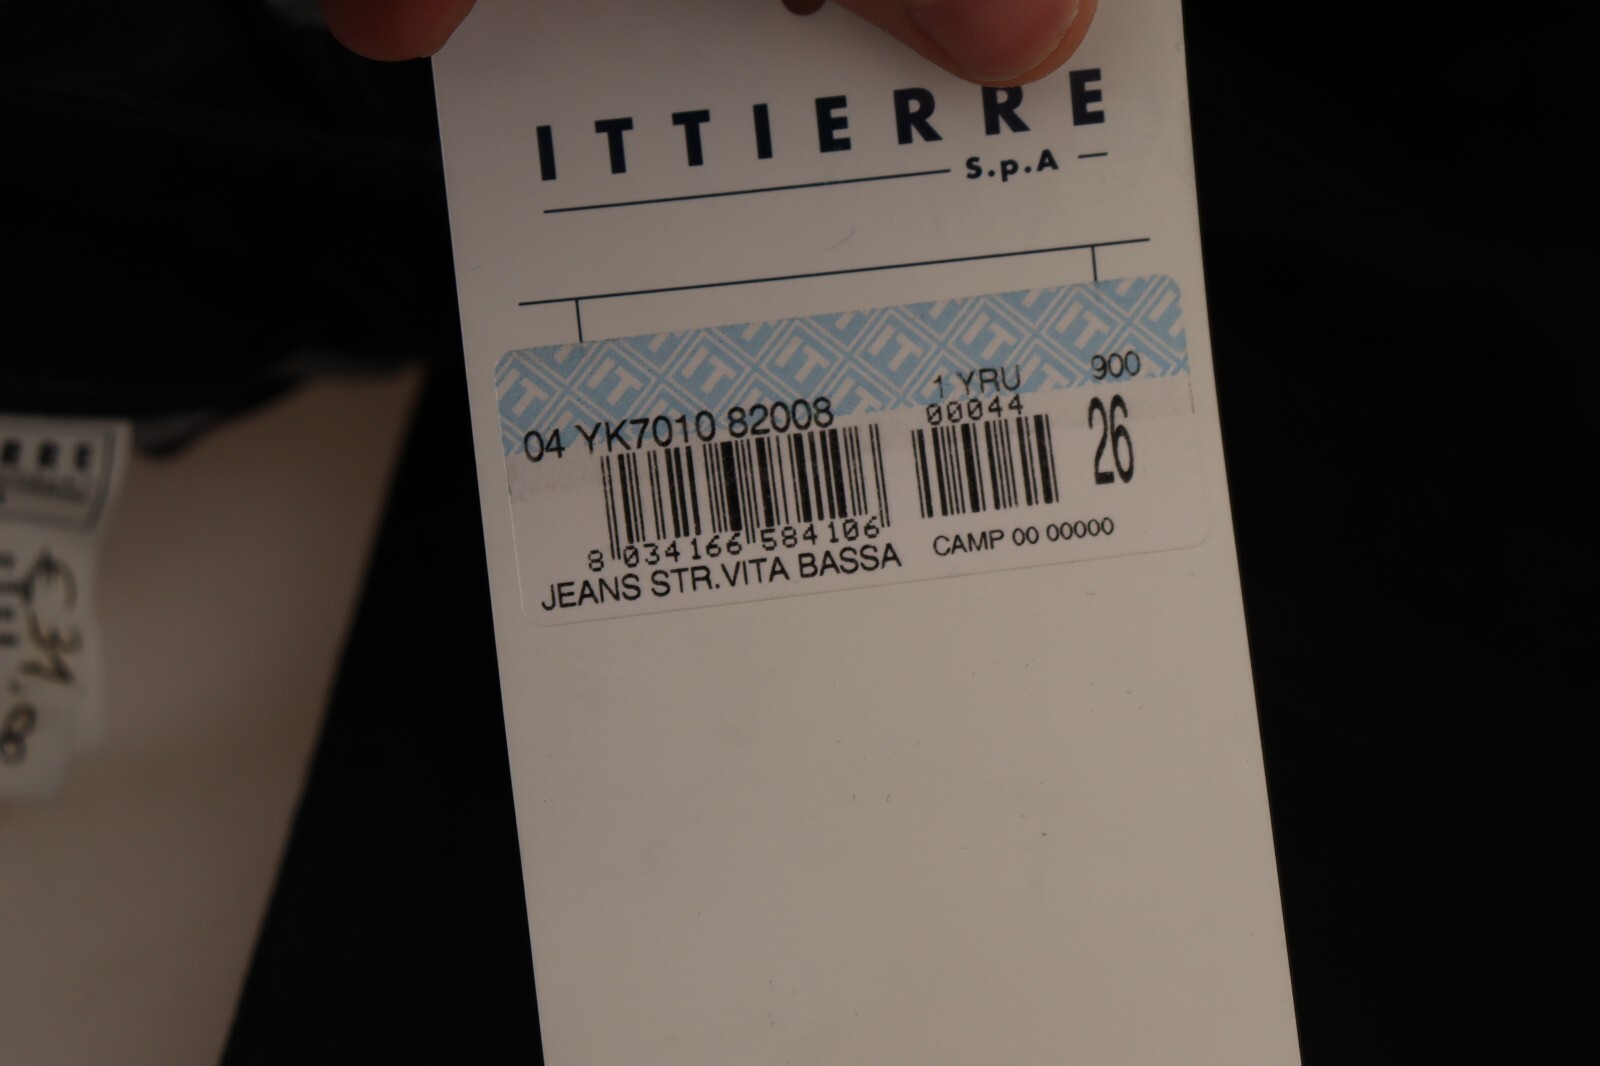 ITTIERRE
S.p.A
1 YRU 900
00044
04 YK7010 82008
26
8 034166 584106
JEANS STR.VITA BASSA
CAMP 00 00000
RRE